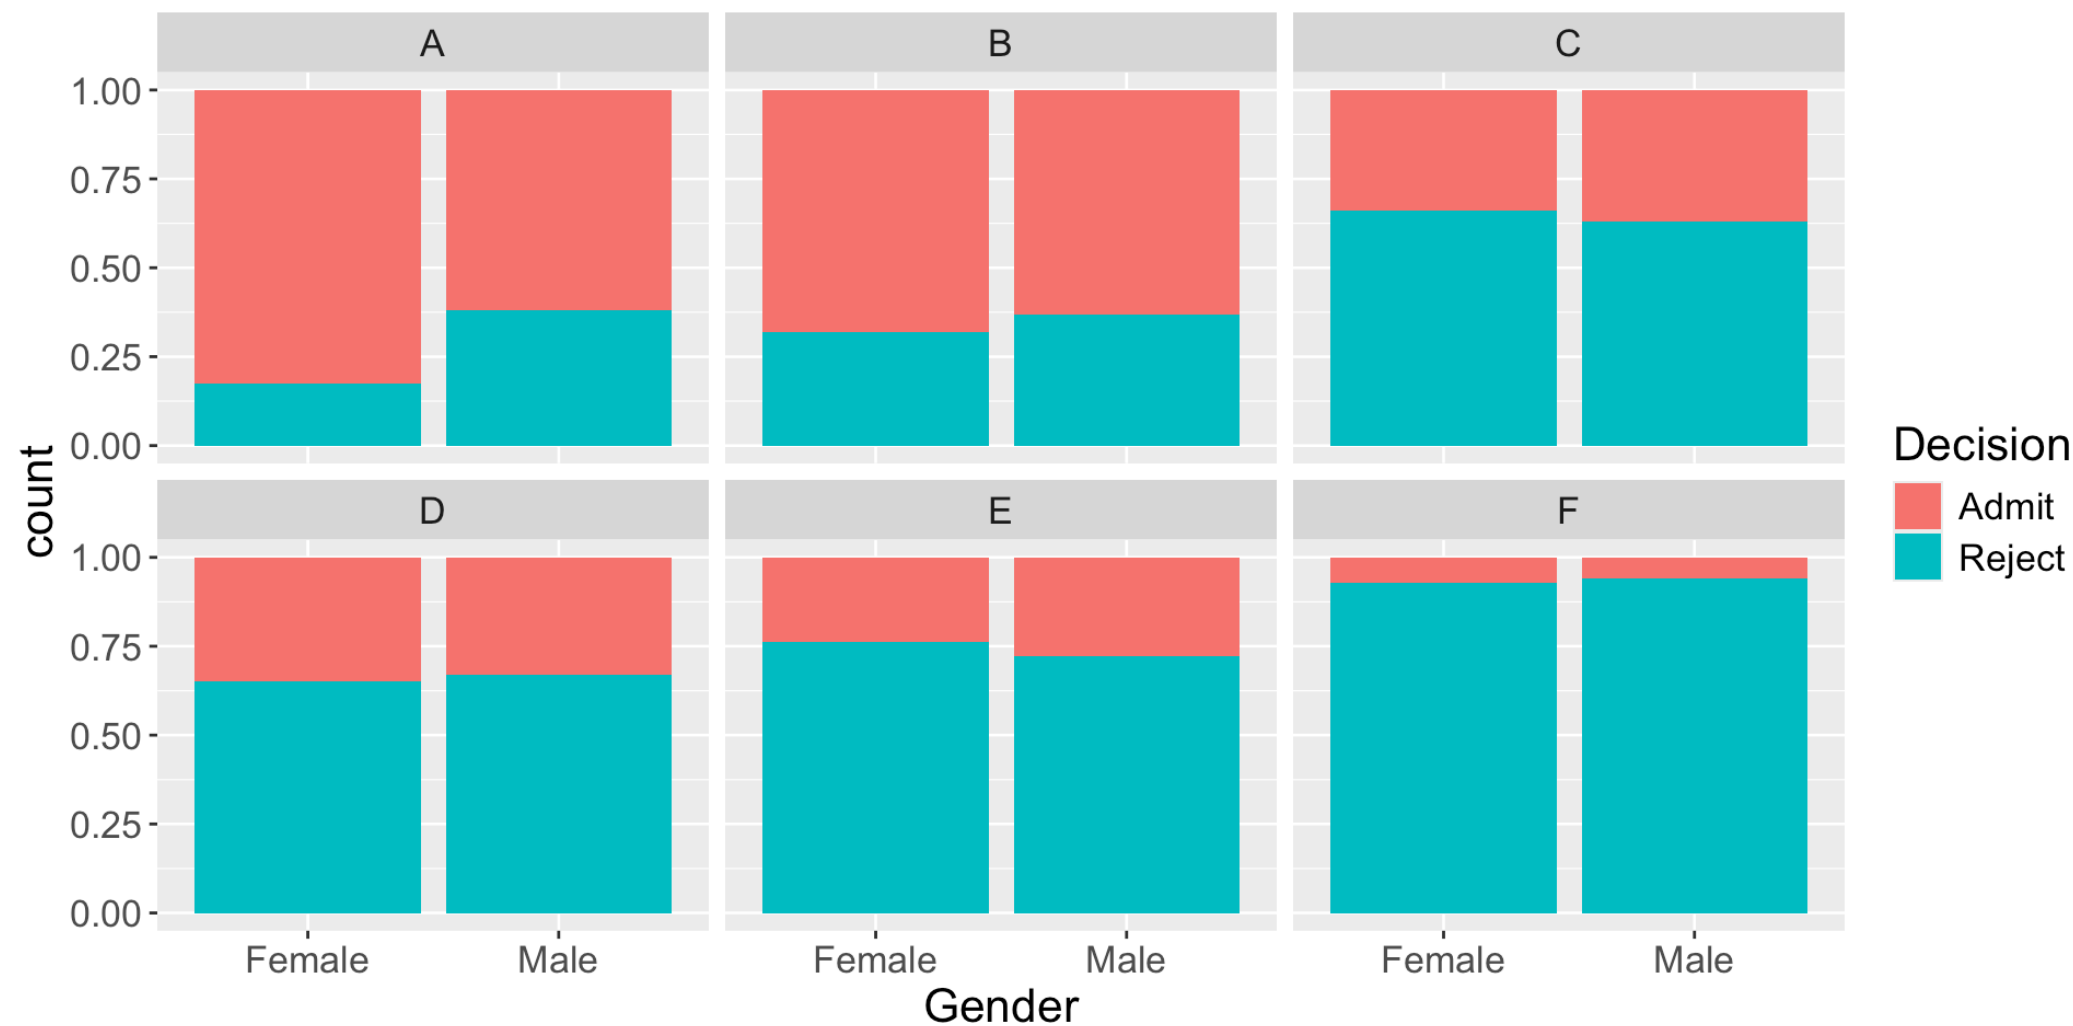 A
B
C
1.00
0.75
0.50
0.25
0.00
D
E
F
1.00
0.75
0.50
0.25
0.00
count
Female Male
Female Male
Female Male
Gender
Decision
Admit
Reject